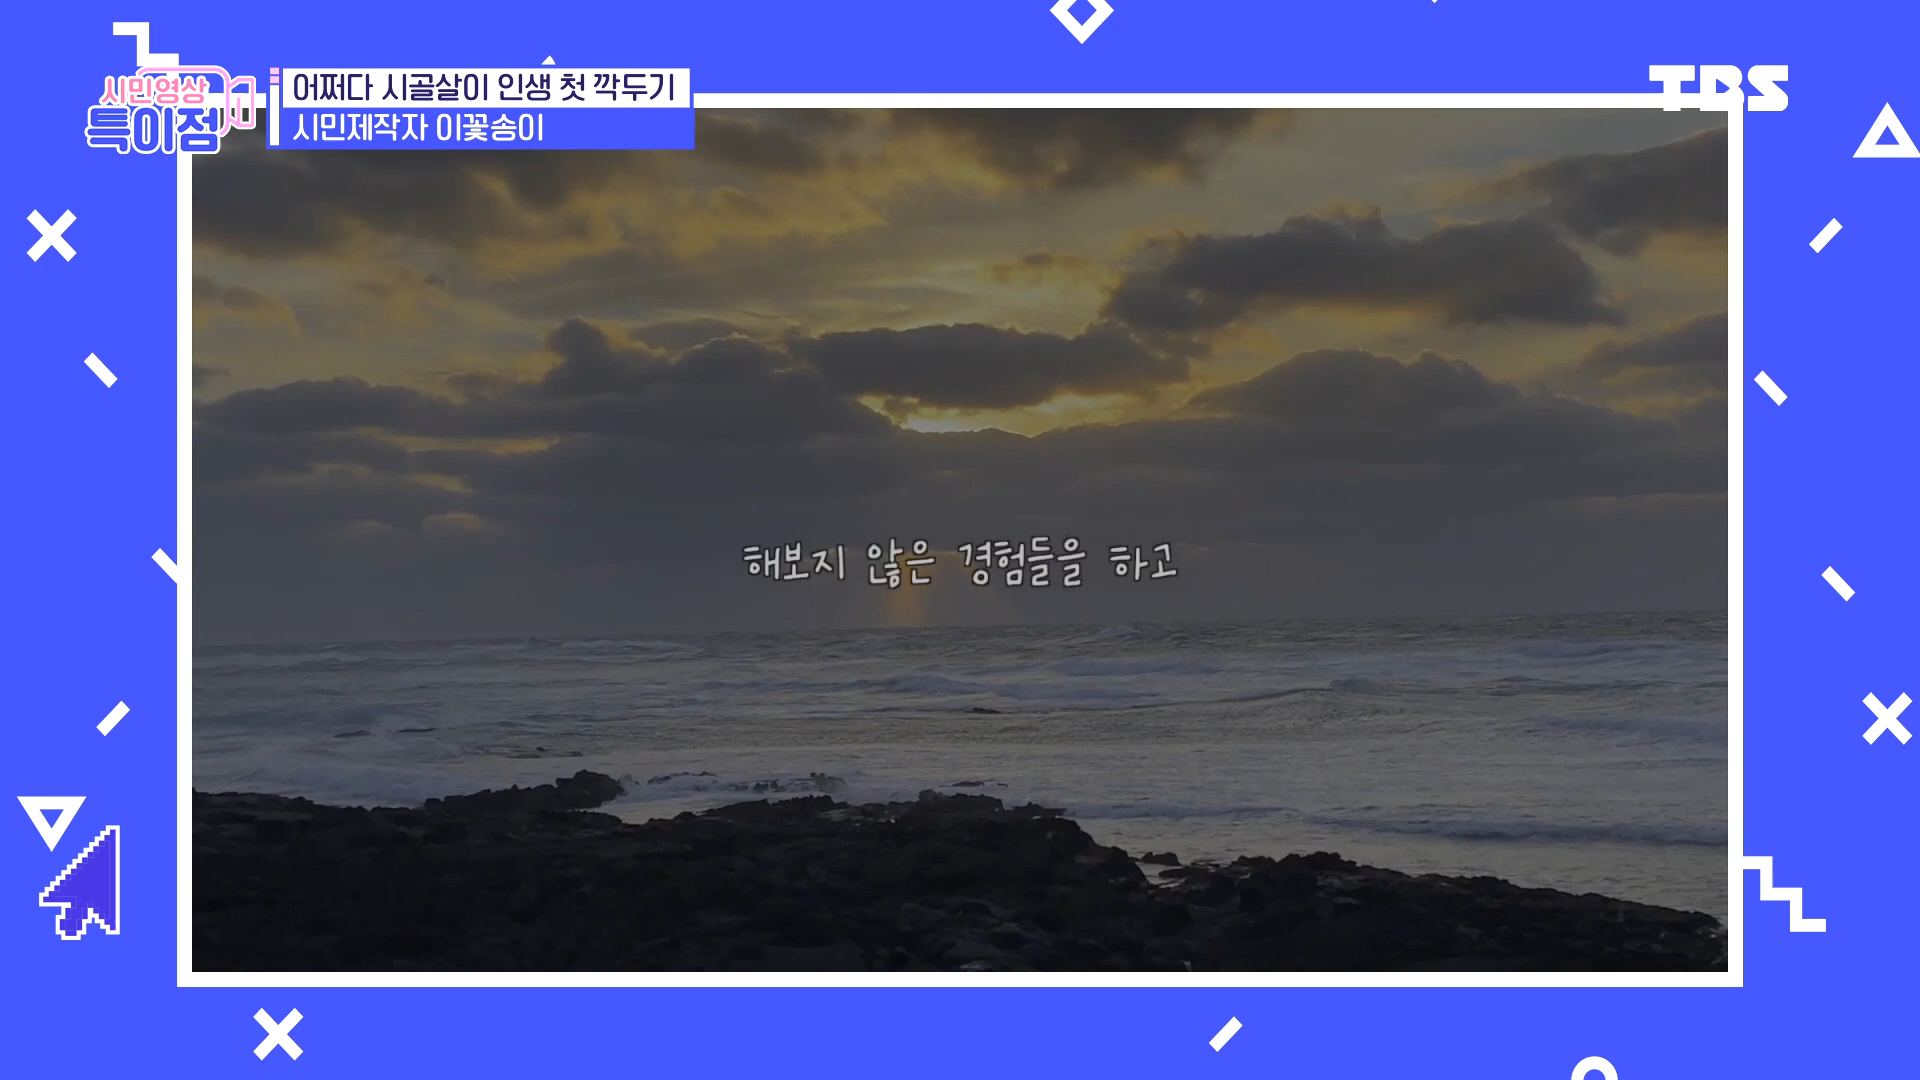 시민영상
특이점
어쩌다 시골살이 인생 첫 깍두기
시민제작자 이꽃송이
TBS
해보지 않은 경험들을 하고